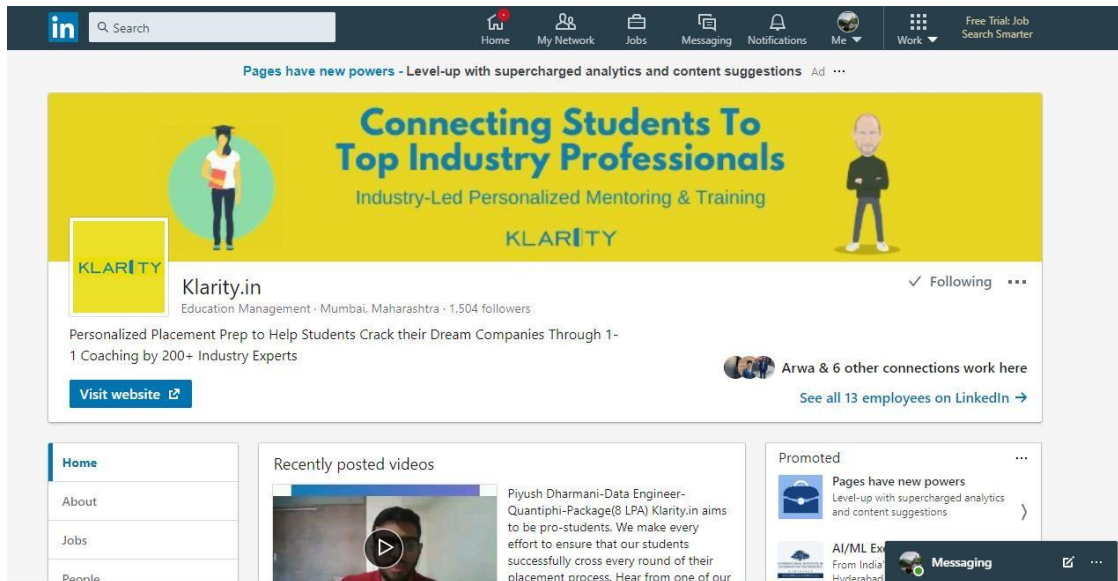 in
Search
Home
My Network
Jobs
Messaging
Notifications
Me
Work
Free Trial: Job
Search Smarter
Pages have new powers - Level-up with supercharged analytics and content suggestions Ad ...
Connecting Students To
Top Industry Professionals
Industry-Led Personalized Mentoring & Training
KLARITY
KLARITY
Klarity.in
Education Management · Mumbai, Maharashtra · 1,504 followers
Following
Personalized Placement Prep to Help Students Crack their Dream Companies Through 1-
1 Coaching by 200+ Industry Experts
Visit website
Arwa & 6 other connections work here
See all 13 employees on LinkedIn →
Home
About
Jobs
People
Recently posted videos
Piyush Dharmani-Data Engineer-
Quantiphi-Package(8 LPA) Klarity.in aims
to be pro-students. We make every
effort to ensure that our students
successfully cross every round of their
placement process. Hear from one of our
Promoted
Pages have new powers
Level-up with supercharged analytics
and content suggestions
AI/ML Exe
From India'
Hyderabad
Messaging